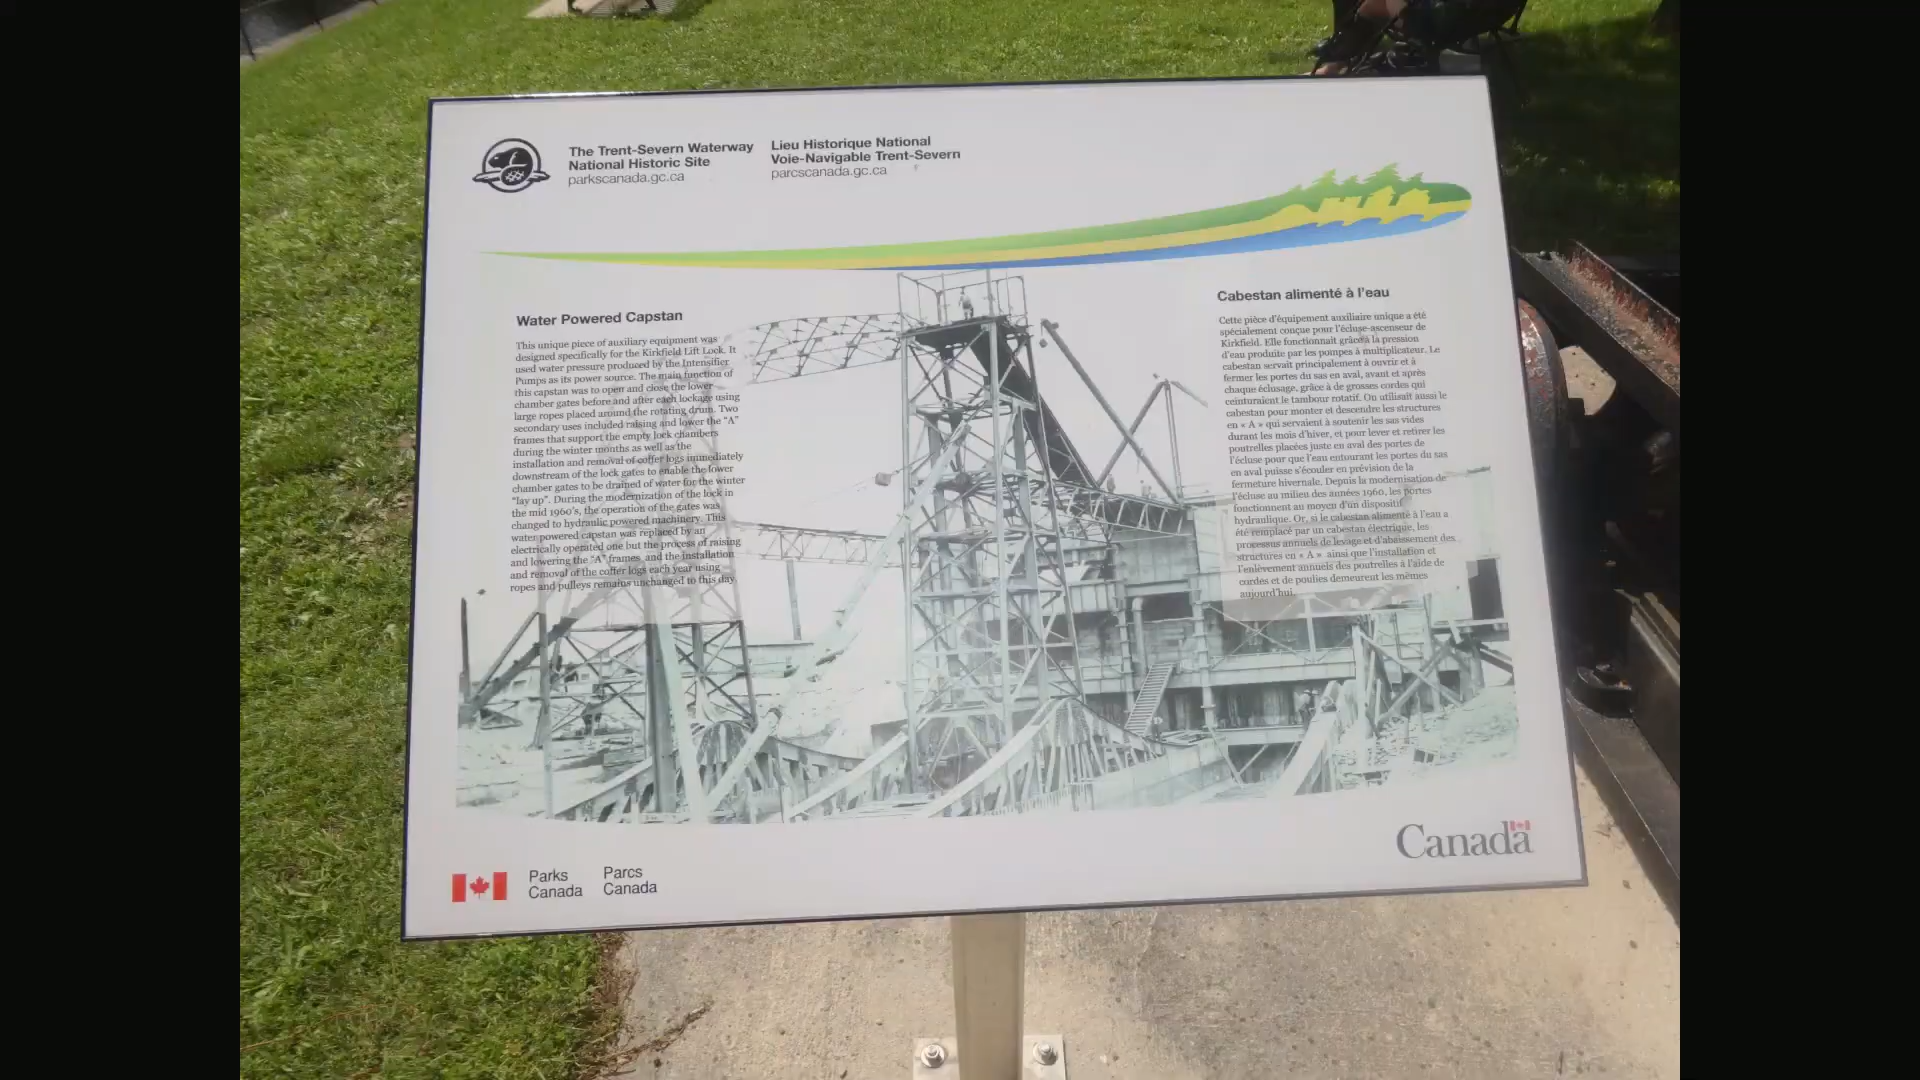 The Trent-Severn Waterway
National Historic Site
parkscanada.gc.ca
Lieu Historique National
Voie-Navigable Trent-Severn
parcscanada.gc.ca
Water Powered Capstan
This unique piece of auxiliary equipment was
designed specifically for the Kirkfield Lift Lock. It
used water pressure produced by the Intensifier
Pumps as its power source. The main function of
this capstan was to open and close the lower
chamber gates before and after each lockage using
large ropes placed around the rotating drum. Two
secondary uses included raising and lower the "A"
frames that support the empty lock chambers
during the winter months as well as the
installation and removal of coffer logs immediately
downstream of the lock gates to enable the lower
chamber gates to be drained of water for the winter
"lay up". During the modernization of the lock in
the mid 1960's, the operation of the gates was
changed to hydraulic powered machinery. This
water powered capstan was replaced by an
electrically operated one but the process of raising
and lowering the "A" frames and the installation
and removal of the coffer logs each year using
ropes and pulleys remains unchanged to this day.
Cabestan alimenté à l'eau
Cette pièce d'équipement auxiliaire unique a été
spécialement conçue pour l'écluse-ascenseur de
Kirkfield. Elle fonctionnait grâce à la pression
d'eau produite par les pompes à multiplicateur. Le
cabestan servait principalement à ouvrir et à
fermer les portes du sas en aval, avant et après
chaque éclusage, grâce à de grosses cordes qui
ceinturaient le tambour rotatif. On utilisait aussi le
cabestan pour monter et descendre les structures
en « A » qui servaient à soutenir les sas vides
durant les mois d'hiver, et pour lever et retirer les
poutrelles placées juste en aval des portes de
l'écluse pour que l'eau entourant les portes du sas
en aval puisse s'écouler en prévision de la
fermeture hivernale. Depuis la modernisation de
l'écluse au milieu des années 1960, les portes
fonctionnent au moyen d'un dispositif
hydraulique. Or, si le cabestan alimenté à l'eau a
été remplacé par un cabestan électrique, les
processus annuels de levage et d'abaissement des
structures en « A » ainsi que l'installation et
l'enlèvement annuels des poutrelles à l'aide de
cordes et de poulies demeurent les mêmes
aujourd'hui.
Parks
Canada
Parcs
Canada
Canada